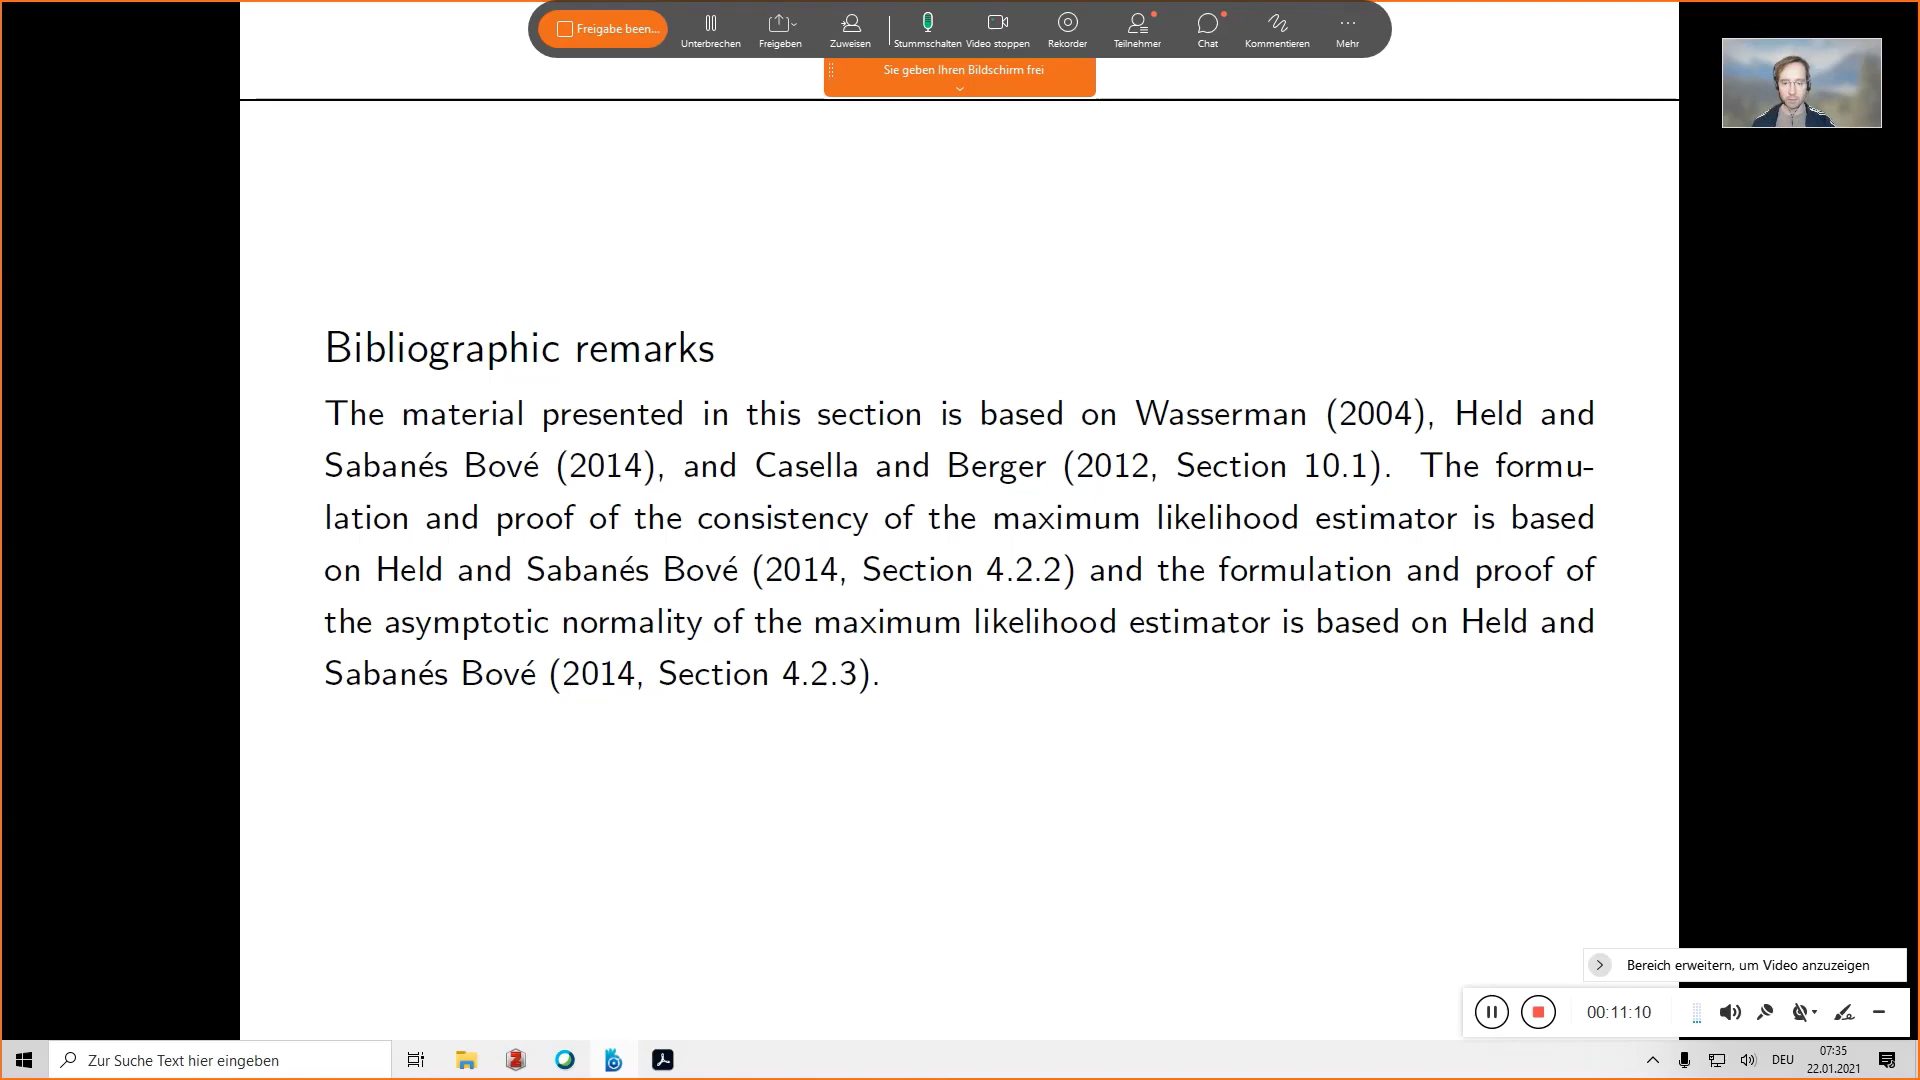 Freigabe been...
Unterbrechen
Freigeben
Zuweisen
Stummschalten
Video stoppen
Rekorder
Teilnehmer
Chat
Kommentieren
Mehr
Sie geben Ihren Bildschirm frei
Bibliographic remarks
The material presented in this section is based on Wasserman (2004), Held and
Sabanés Bové (2014), and Casella and Berger (2012, Section 10.1). The formu-
lation and proof of the consistency of the maximum likelihood estimator is based
on Held and Sabanés Bové (2014, Section 4.2.2) and the formulation and proof of
the asymptotic normality of the maximum likelihood estimator is based on Held and
Sabanés Bové (2014, Section 4.2.3).
Bereich erweitern, um Video anzuzeigen
00:11:10
Zur Suche Text hier eingeben
DEU
07:35
22.01.2021